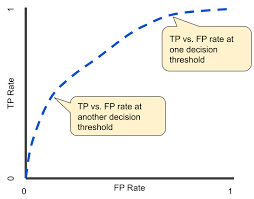 1
TP vs. FP rate at
one decision
threshold
TP Rate
TP vs. FP rate at
another decision
threshold
0
0
FP Rate
1